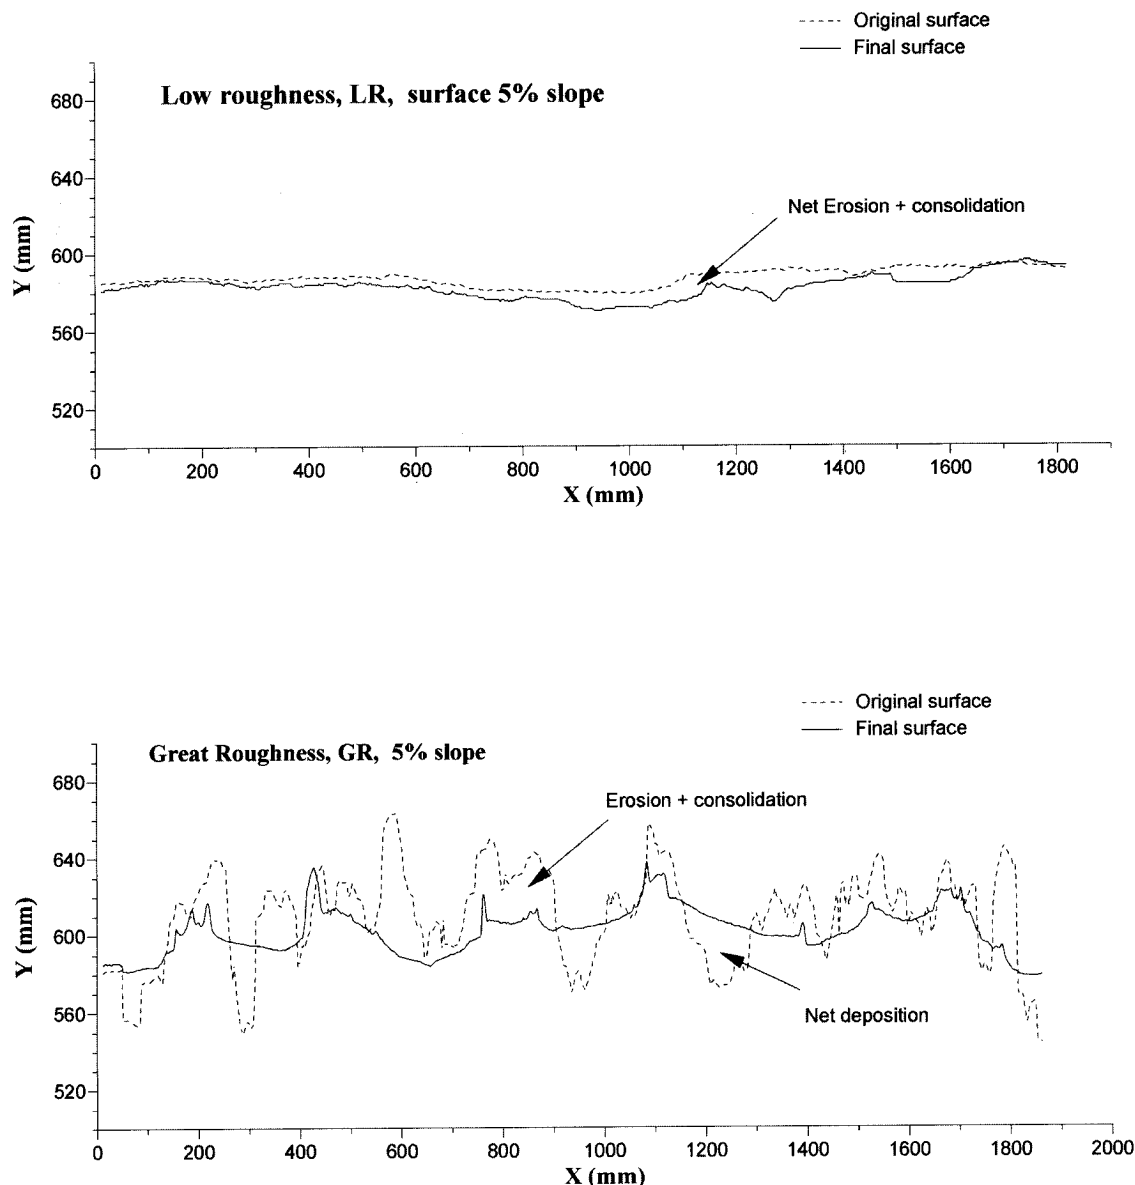 Original surface
Final surface
Low roughness, LR, surface 5% slope
680
640
600
560
520
Y (mm)
Net Erosion + consolidation
0 200 400 600 800 1000 1200 1400 1600 1800
X (mm)
Original surface
Final surface
Great Roughness, GR, 5% slope
680
640
600
560
520
Y (mm)
Erosion + consolidation
Net deposition
0 200 400 600 800 1000 1200 1400 1600 1800 2000
X (mm)